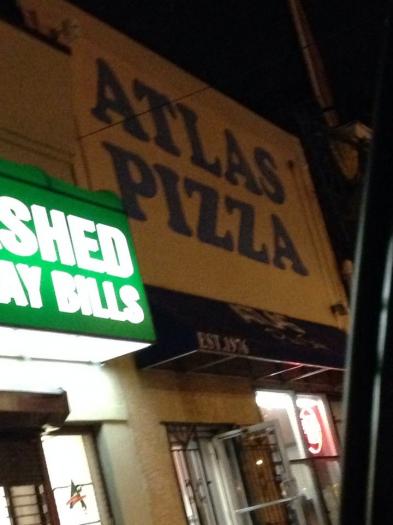 ATLAS
PIZZA
SHED
AY BILLS
EST. 1976